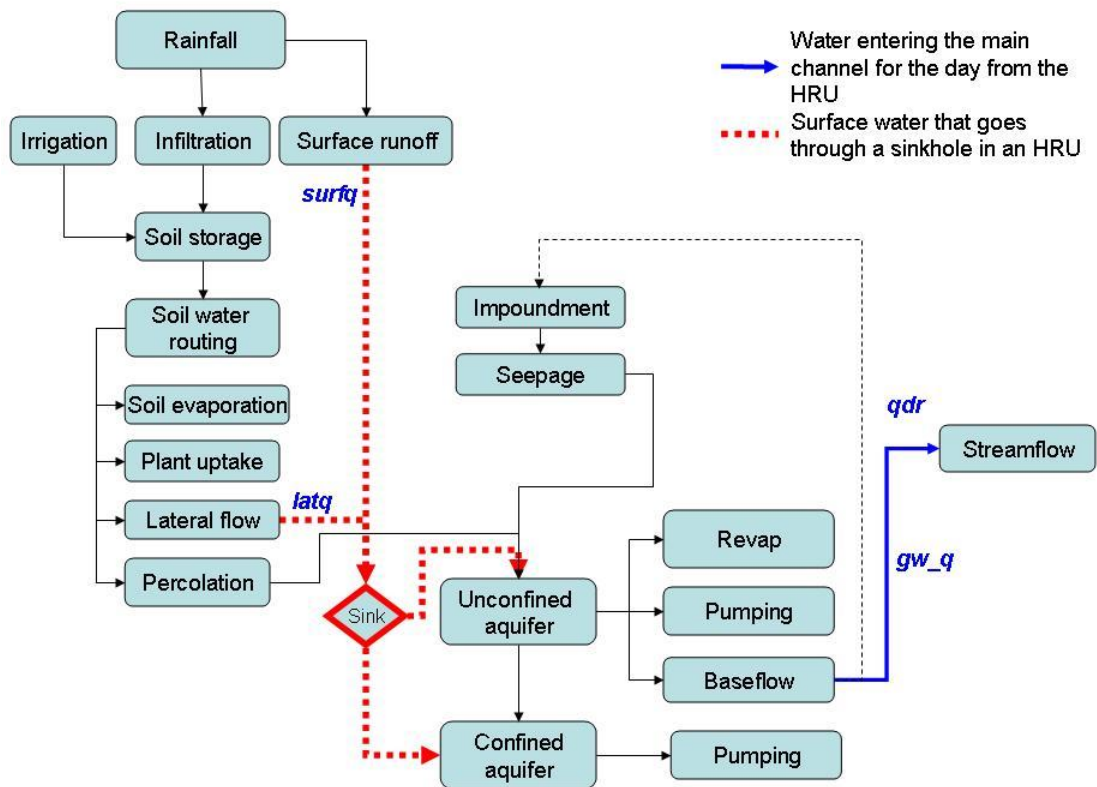 Rainfall
Water entering the main
channel for the day from the
HRU
Surface water that goes
through a sinkhole in an HRU
Irrigation
Infiltration
Surface runoff
surfq
Soil storage
Soil water
routing
Impoundment
Seepage
Soil evaporation
Plant uptake
Lateral flow
latq
Percolation
Sink
qdr
Streamflow
Revap
gw_q
Unconfined
aquifer
Pumping
Baseflow
Confined
aquifer
Pumping